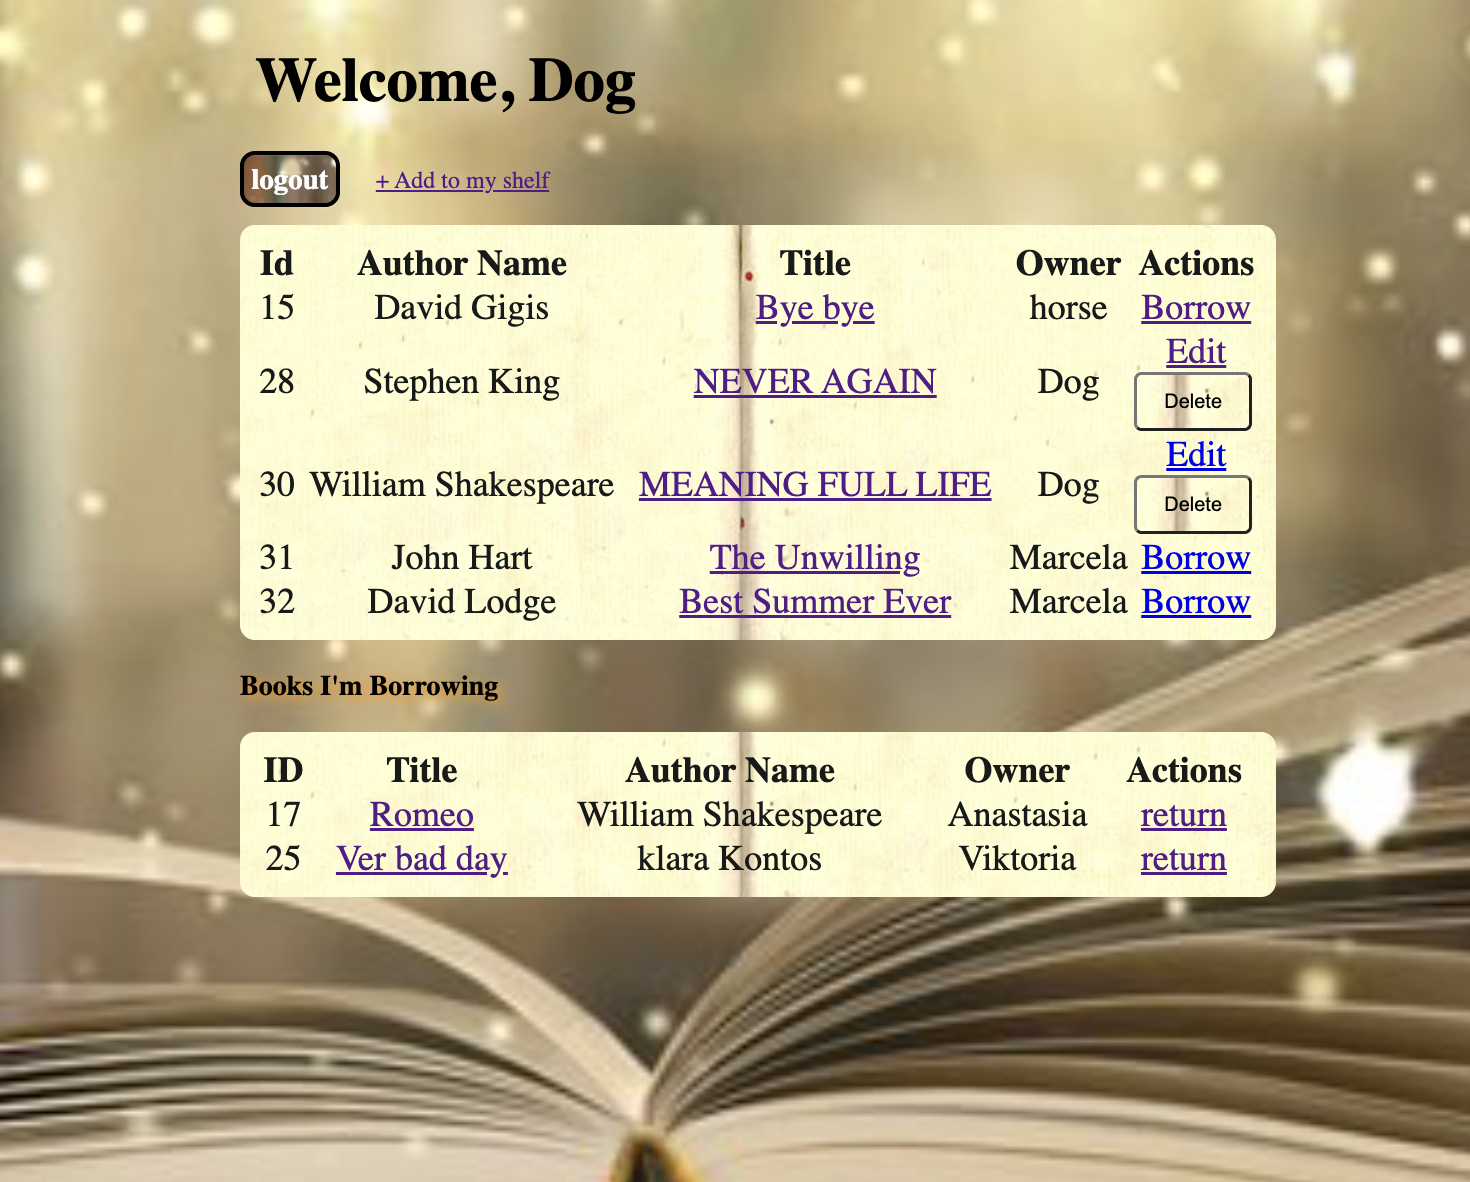 Welcome, Dog
logout + Add to my shelf
Id Author Name Title Owner Actions
15 David Gigis Bye bye horse Borrow
Edit
28 Stephen King NEVER AGAIN Dog
Delete
Edit
30 William Shakespeare MEANING FULL LIFE Dog
Delete
31 John Hart The Unwilling Marcela Borrow
32 David Lodge Best Summer Ever Marcela Borrow
Books I'm Borrowing
ID Title Author Name Owner Actions
17 Romeo William Shakespeare Anastasia return
25 Ver bad day klara Kontos Viktoria return